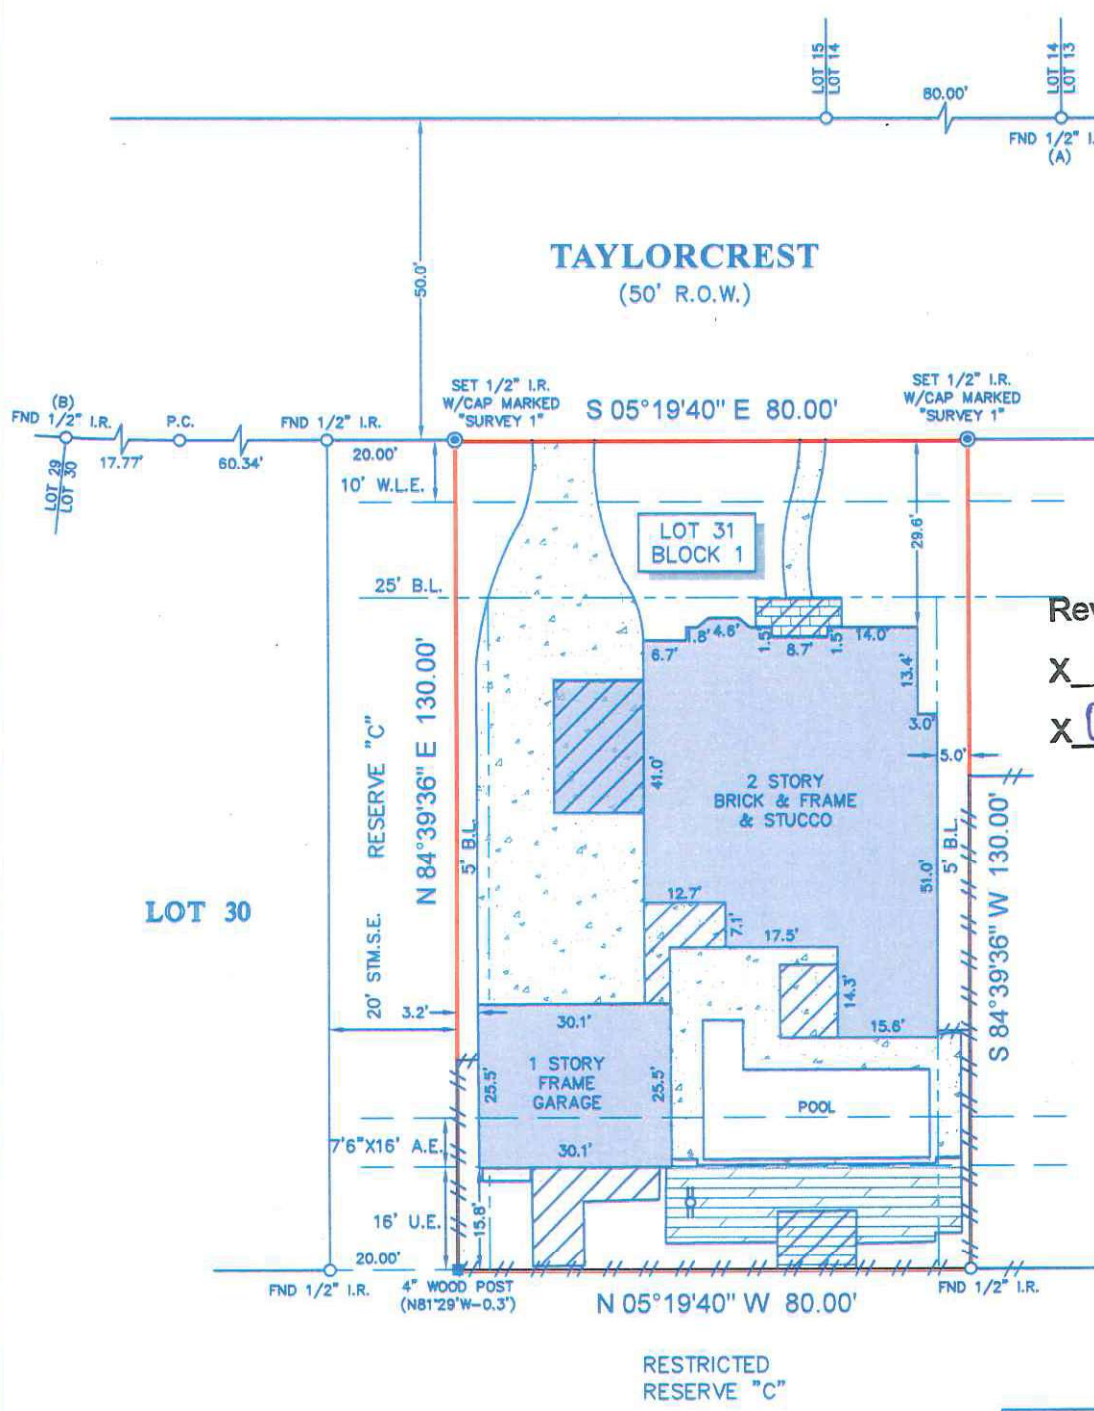 LOT 15
LOT 14
80.00'
LOT 14
LOT 13
FND 1/2" I.
(A)
TAYLORCREST
(50' R.O.W.)
50.0'
(B)
FND 1/2" I.R.
P.C.
FND 1/2" I.R.
SET 1/2" I.R.
W/CAP MARKED
"SURVEY 1"
S 05°19'40" E 80.00'
SET 1/2" I.R.
W/CAP MARKED
"SURVEY 1"
17.77'
60.34'
20.00'
LOT 29
LOT 30
10' W.L.E.
LOT 31
BLOCK 1
29.6'
25' B.L.
Rev
1.8'
4.6'
1.5'
8.7'
1.5'
14.0'
6.7'
13.4'
X_
3.0'
X_
5.0'
N 84°39'36" E 130.00'
RESERVE "C"
20' STM.S.E.
41.0'
2 STORY
BRICK & FRAME
& STUCCO
5' B.L.
5' B.L.
51.0'
S 84°39'36" W 130.00'
LOT 30
12.7'
7.1'
17.5'
14.3'
3.2'
30.1'
15.6'
1 STORY
FRAME
GARAGE
25.5'
25.5'
POOL
7'6"X16' A.E.
30.1'
16' U.E.
15.8'
20.00'
FND 1/2" I.R.
4" WOOD POST
(N81°29'W-0.3')
N 05°19'40" W 80.00'
FND 1/2" I.R.
RESTRICTED
RESERVE "C"